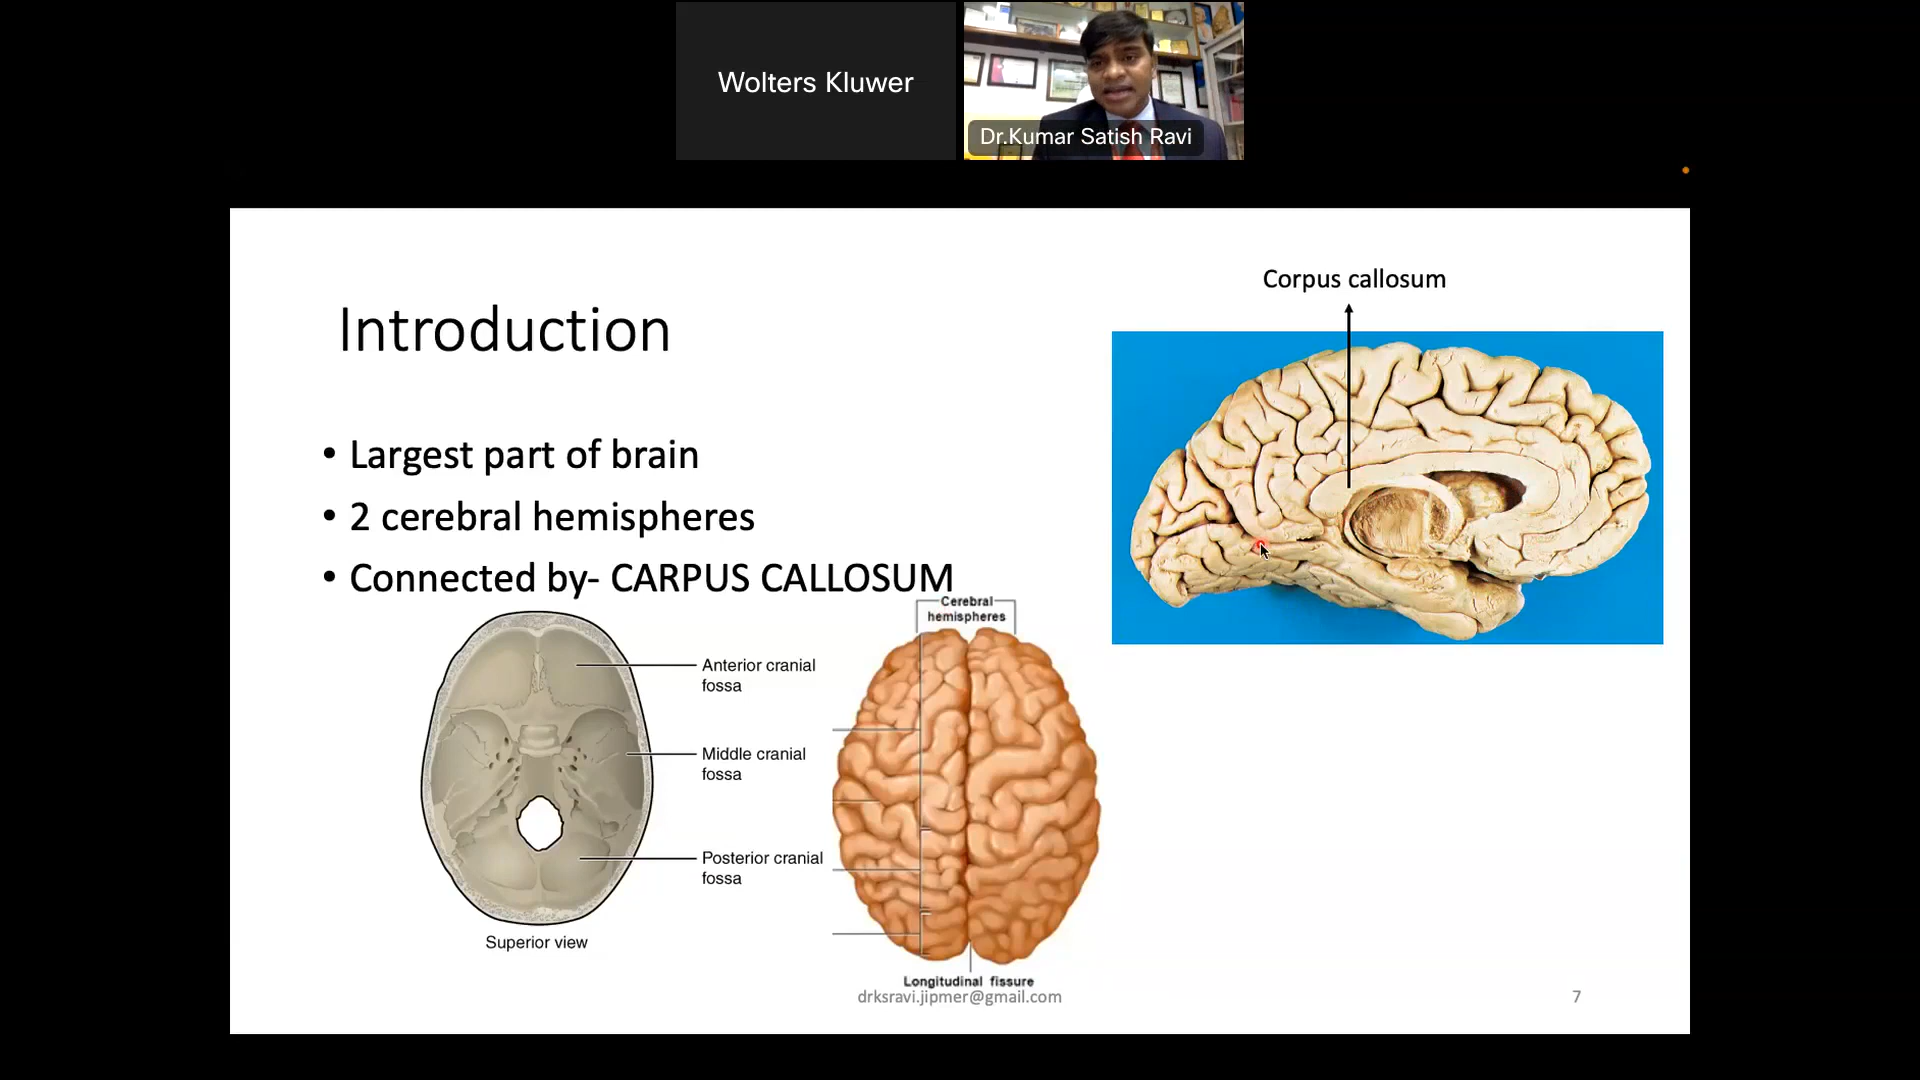 Wolters Kluwer
Dr.Kumar Satish Ravi
Corpus callosum
Introduction
• Largest part of brain
• 2 cerebral hemispheres
• Connected by- CARPUS CALLOSUM
Cerebral
hemispheres
Anterior cranial
fossa
Middle cranial
fossa
Posterior cranial
fossa
Superior view
Longitudinal fissure
drksravi.jipmer@gmail.com
7